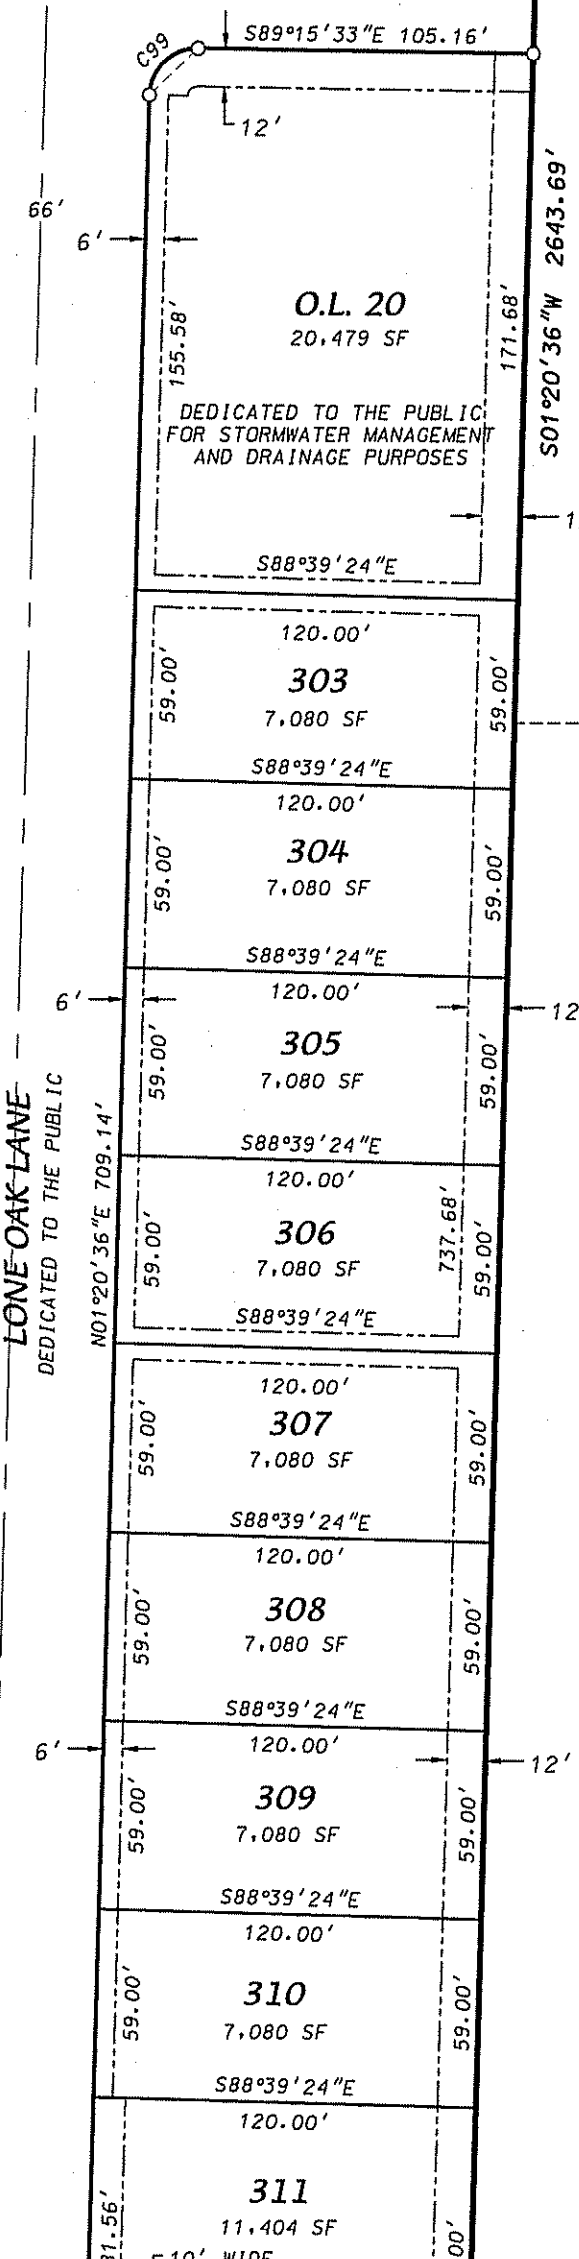 S89°15'33"E 105.16'
C99
12'
66'
6'
S01°20'36"W 2643.69'
O.L. 20
20,479 SF
155.58'
171.68'
DEDICATED TO THE PUBLIC
FOR STORMWATER MANAGEMENT
AND DRAINAGE PURPOSES
1
S88°39'24"E
120.00'
303
7,080 SF
59.00'
59.00'
S88°39'24"E
120.00'
304
7,080 SF
59.00'
59.00'
S88°39'24"E
120.00'
6'
12
305
7,080 SF
59.00'
59.00'
S88°39'24"E
120.00'
LONE OAK LANE
DEDICATED TO THE PUBLIC
N01°20'36"E 709.14'
306
7,080 SF
59.00'
737.68'
59.00'
S88°39'24"E
120.00'
307
7,080 SF
59.00'
59.00'
S88°39'24"E
120.00'
308
7,080 SF
59.00'
59.00'
S88°39'24"E
120.00'
6'
12'
309
7,080 SF
59.00'
59.00'
S88°39'24"E
120.00'
310
7,080 SF
59.00'
59.00'
S88°39'24"E
120.00'
311
11,404 SF
31.56'
00'
10' WIDE